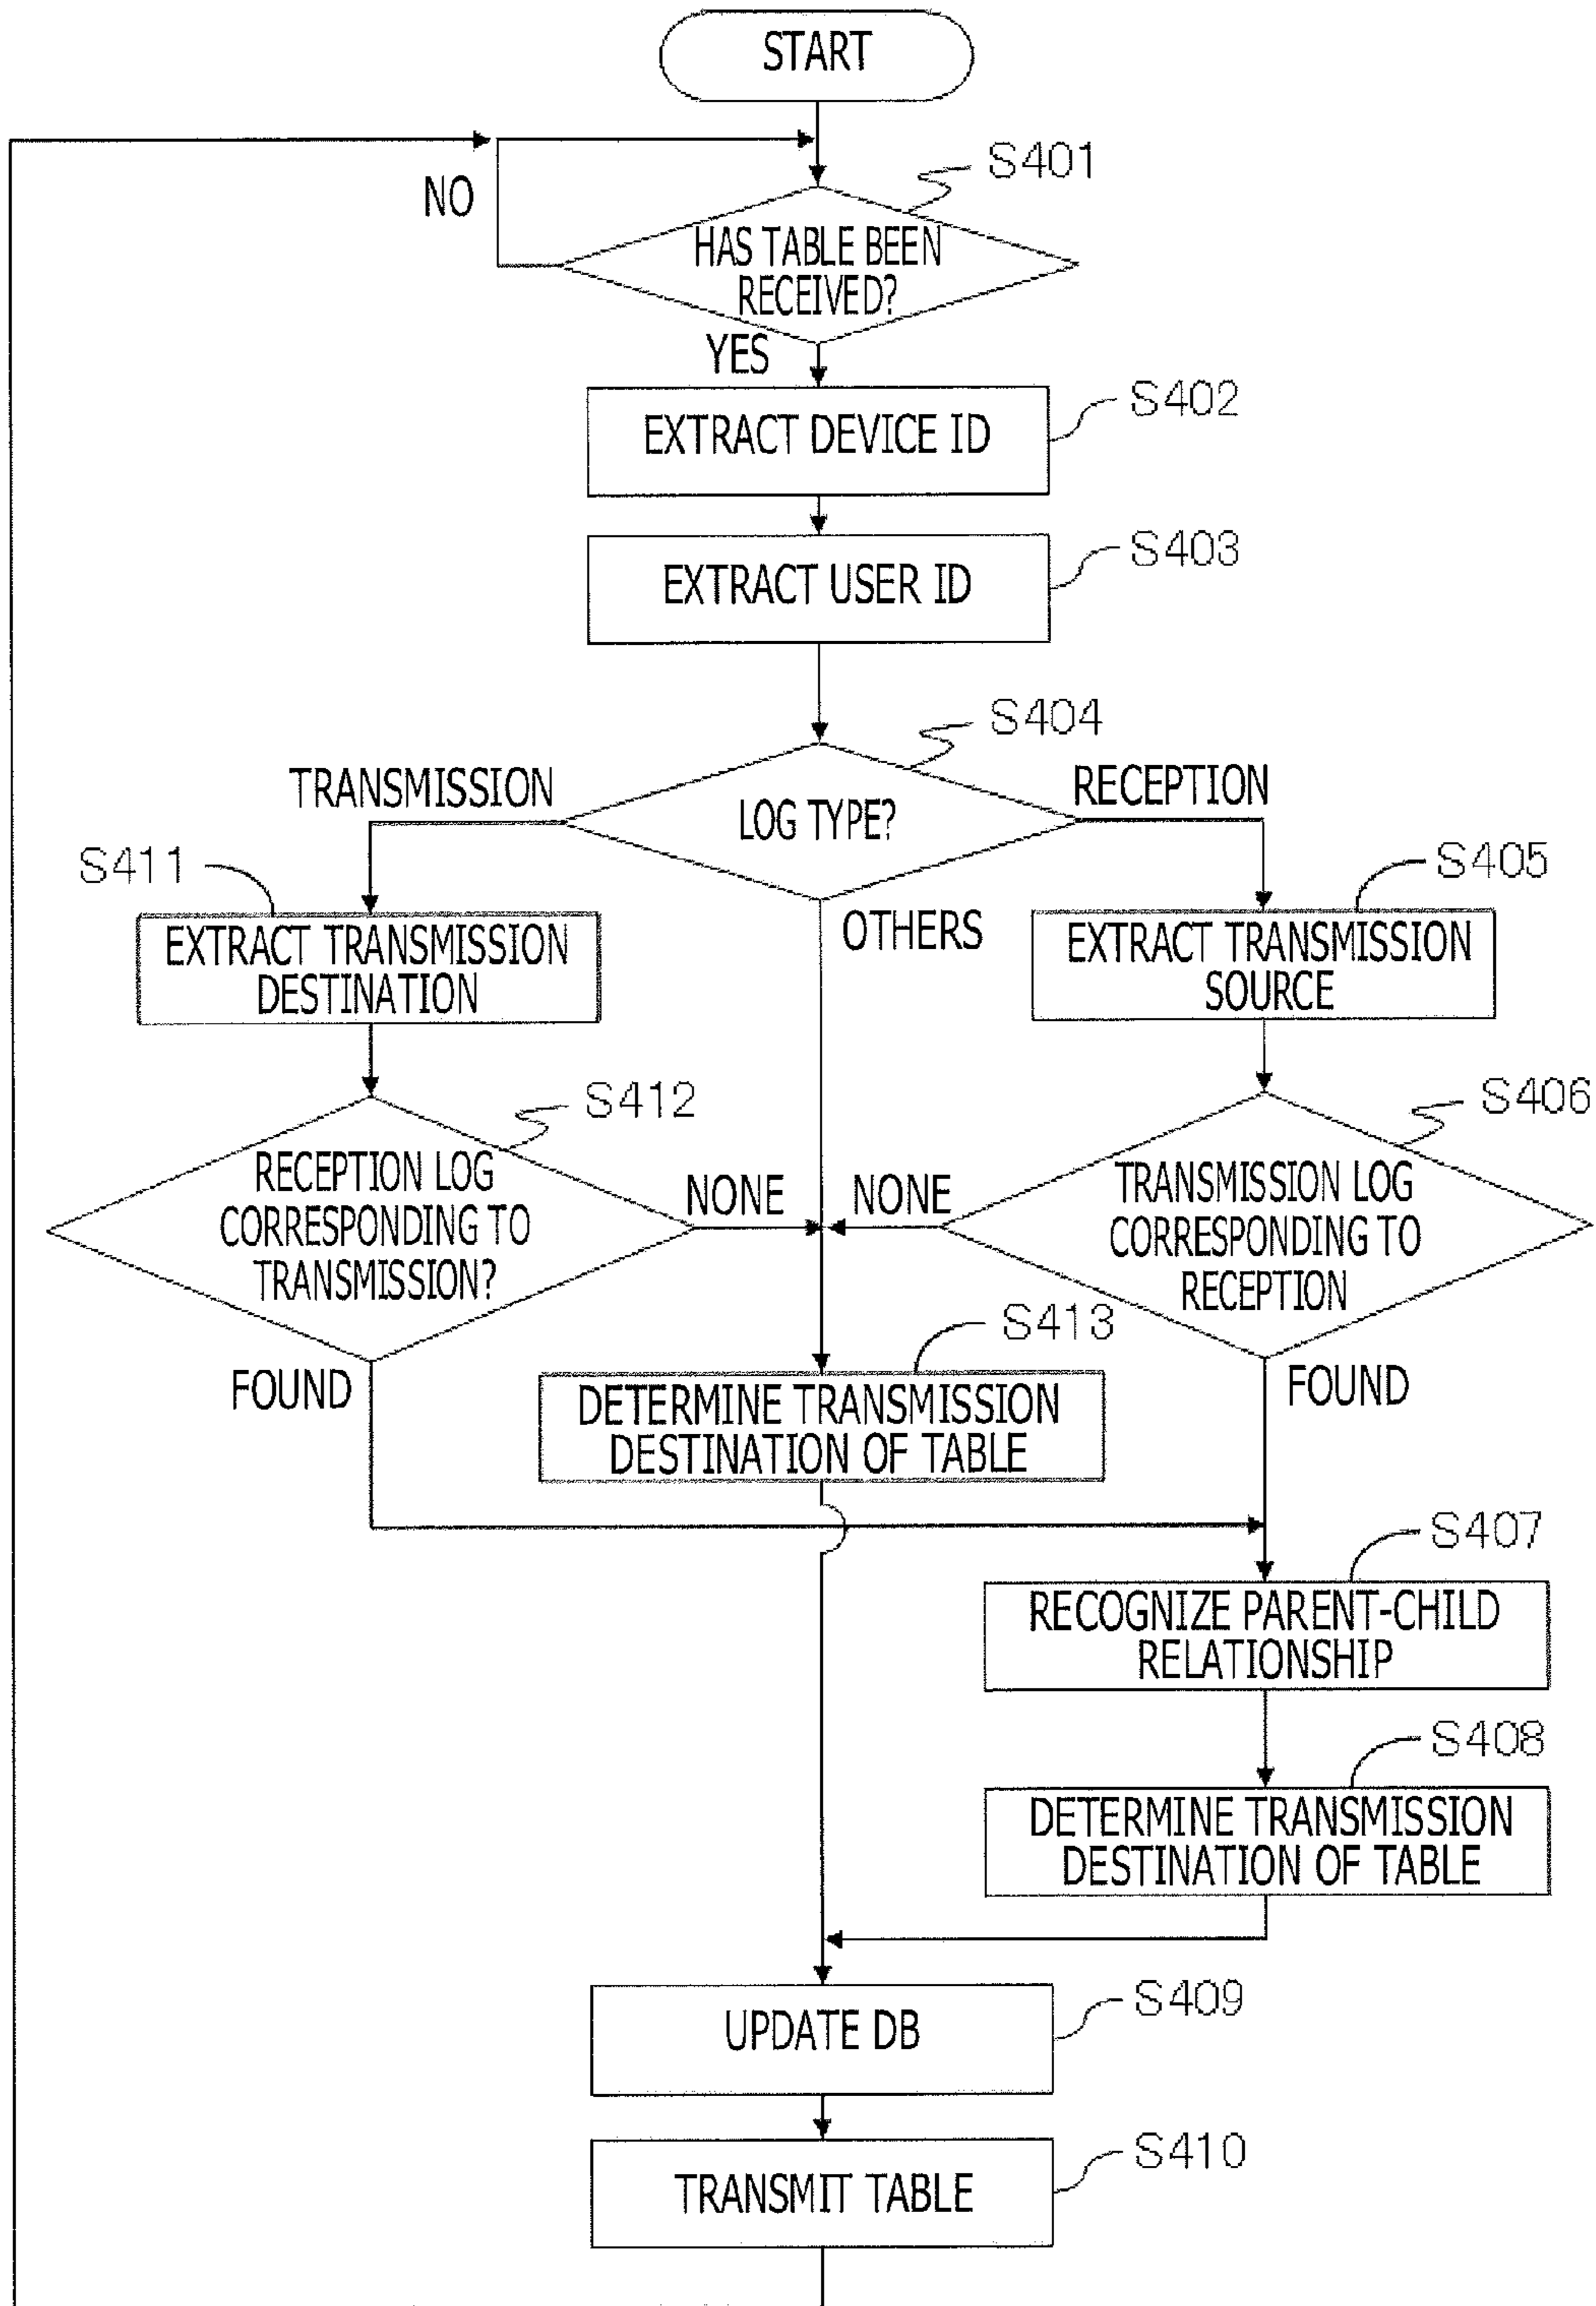 START
S401
NO
HAS TABLE BEEN
RECEIVED?
YES
S402
EXTRACT DEVICE ID
S403
EXTRACT USER ID
S404
TRANSMISSION
LOG TYPE?
RECEPTION
S411
S405
EXTRACT TRANSMISSION
DESTINATION
OTHERS
EXTRACT TRANSMISSION
SOURCE
S412
S406
RECEPTION LOG
CORRESPONDING TO
TRANSMISSION?
NONE
NONE
TRANSMISSION LOG
CORRESPONDING TO
RECEPTION
S413
FOUND
FOUND
DETERMINE TRANSMISSION
DESTINATION OF TABLE
S407
RECOGNIZE PARENT-CHILD
RELATIONSHIP
S408
DETERMINE TRANSMISSION
DESTINATION OF TABLE
S409
UPDATE DB
S410
TRANSMIT TABLE